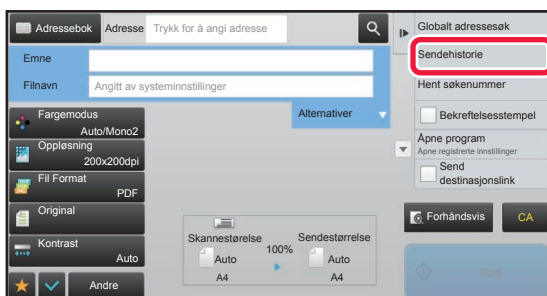 Adressebok
Adresse
Trykk for å angi adresse
Emne
Filnavn
Angitt av systeminnstillinger
Alternativer
Fargemodus
Auto/Mono2
Oppløsning
200x200dpi
Fil Format
PDF
Original
Kontrast
Auto
Andre
Skannestørelse
100%
Sendestørrelse
Auto
Auto
A4
A4
Globalt adressesøk
Sendehistorie
Hent søkenummer
Bekreftelsesstempel
Åpne program
Åpne registrerte innstillinger
Send
destinasjonslink
Forhåndsvis
CA
Start